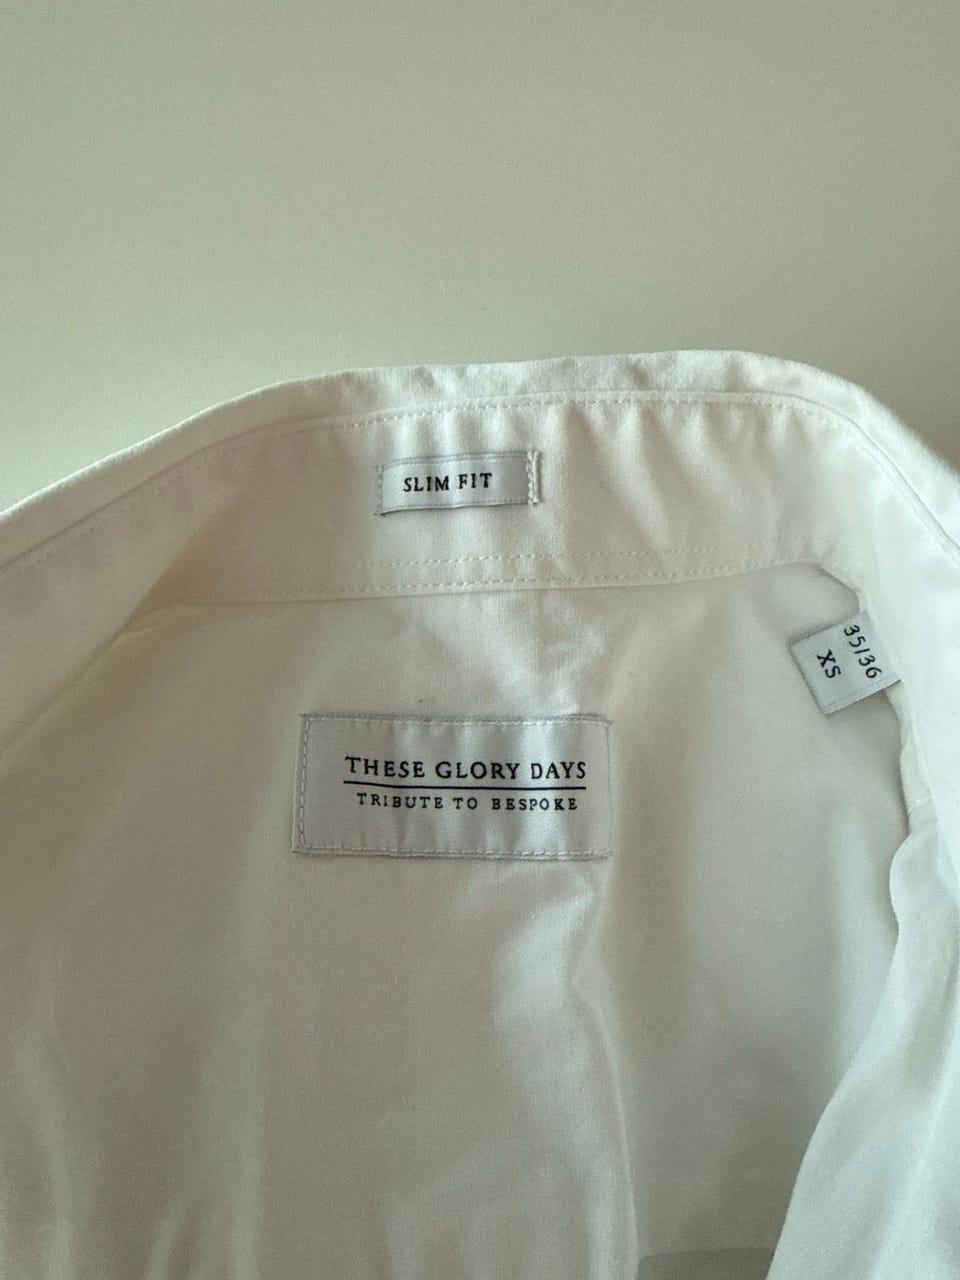 SLIM FIT
35/36
XS
THESE GLORY DAYS
TRIBUTE TO BESPOKE